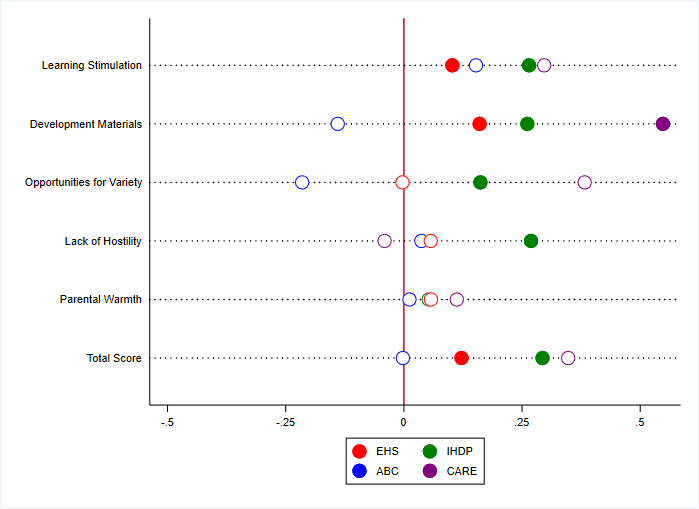 Learning Stimulation
Development Materials
Opportunities for Variety
Lack of Hostility
Parental Warmth
Total Score
-.5 -.25 0 .25 .5
EHS IHDP
ABC CARE